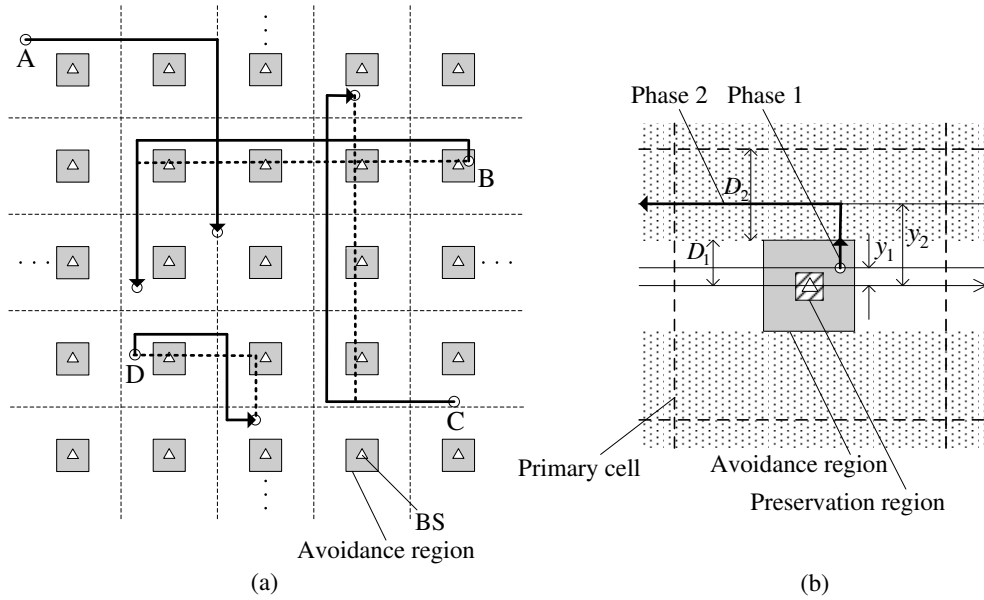 A
B
D
C
BS
Avoidance region
(a)
Phase 2
Phase 1
D₂
D₁
y₁
y₂
Primary cell
Avoidance region
Preservation region
(b)